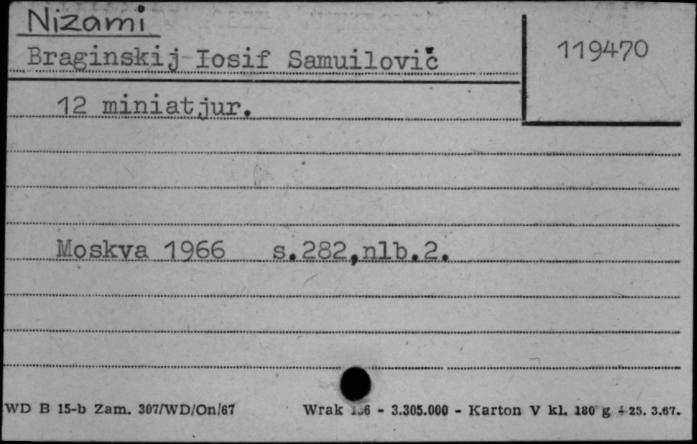 Nizami
119470
Braginskij Iosif Samuilovič
12 miniatjur.
Moskva 1966 s.282,nlb.2.
WD B 15-b Zam. 307/WD/On/67 Wrak - 3.305.000 - Karton V kl. 180 g - 25. 3.67.